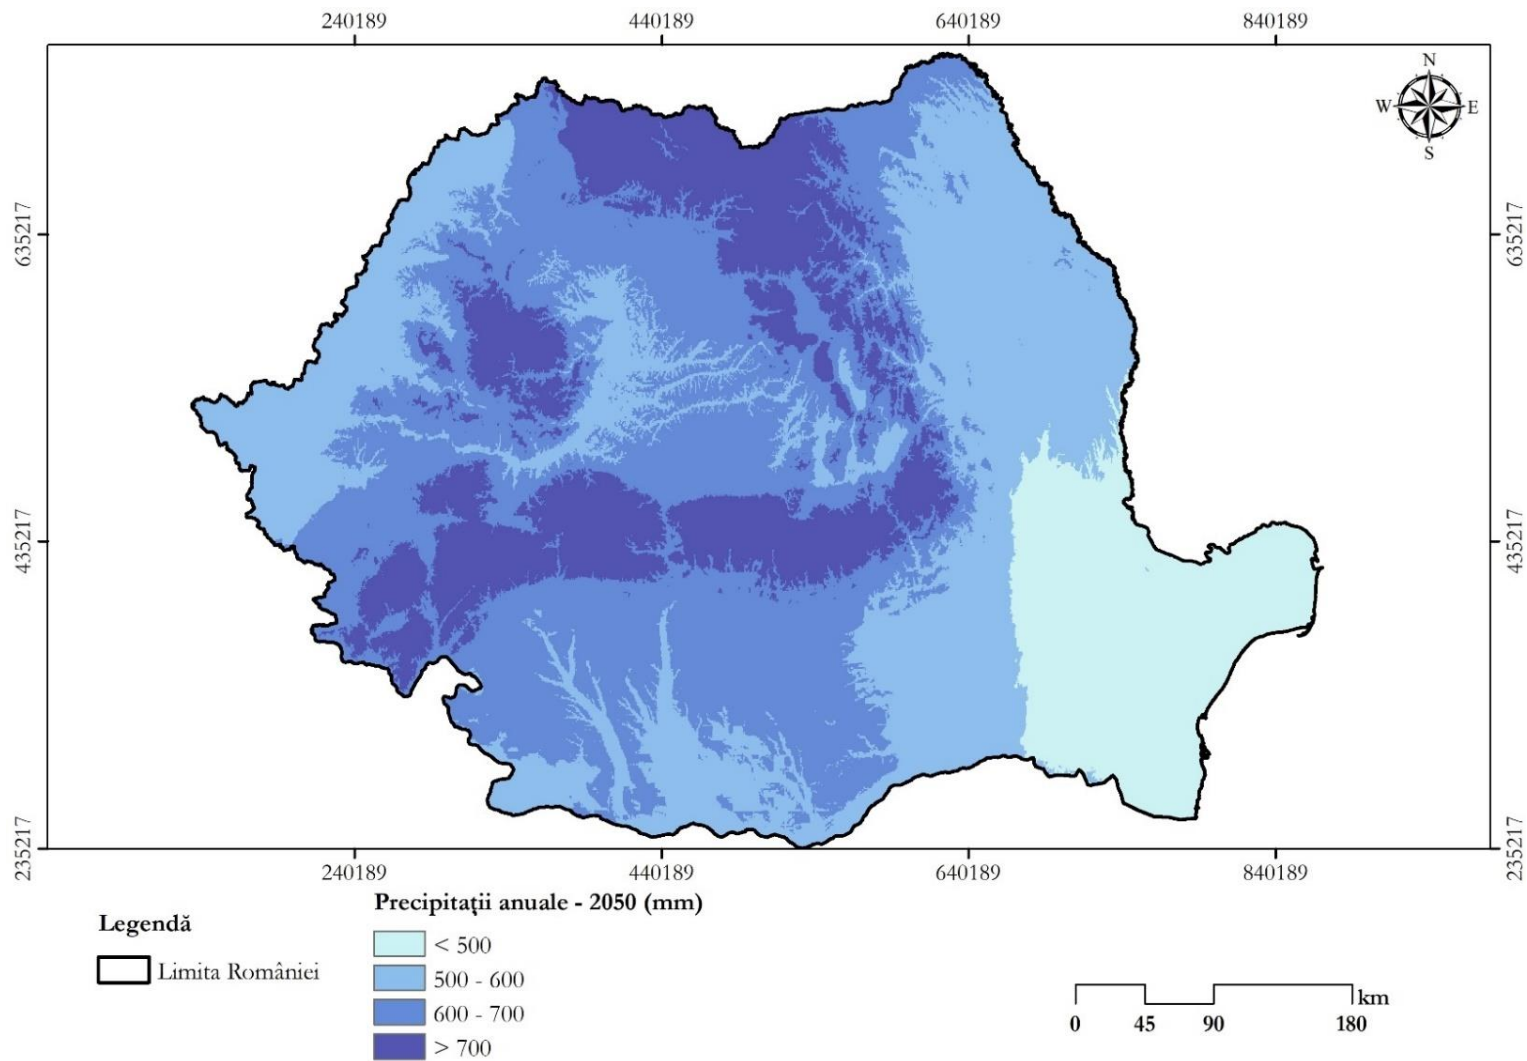 240189 440189 640189 840189
N
W E
S
635217 635217
435217 435217
235217 235217
240189 440189 640189 840189
Legendă
Limita României
Precipitații anuale - 2050 (mm)
< 500
500 - 600
600 - 700
> 700
km
0 45 90 180